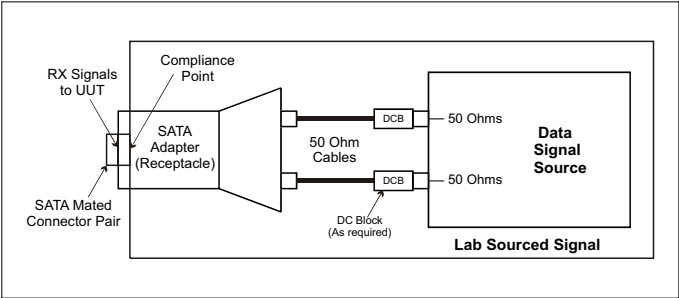 RX Signals
to UUT
Compliance
Point
SATA
Adapter
(Receptacle)
SATA Mated
Connector Pair
50 Ohm
Cables
DCB
DCB
DC Block
(As required)
50 Ohms
50 Ohms
Data
Signal
Source
Lab Sourced Signal